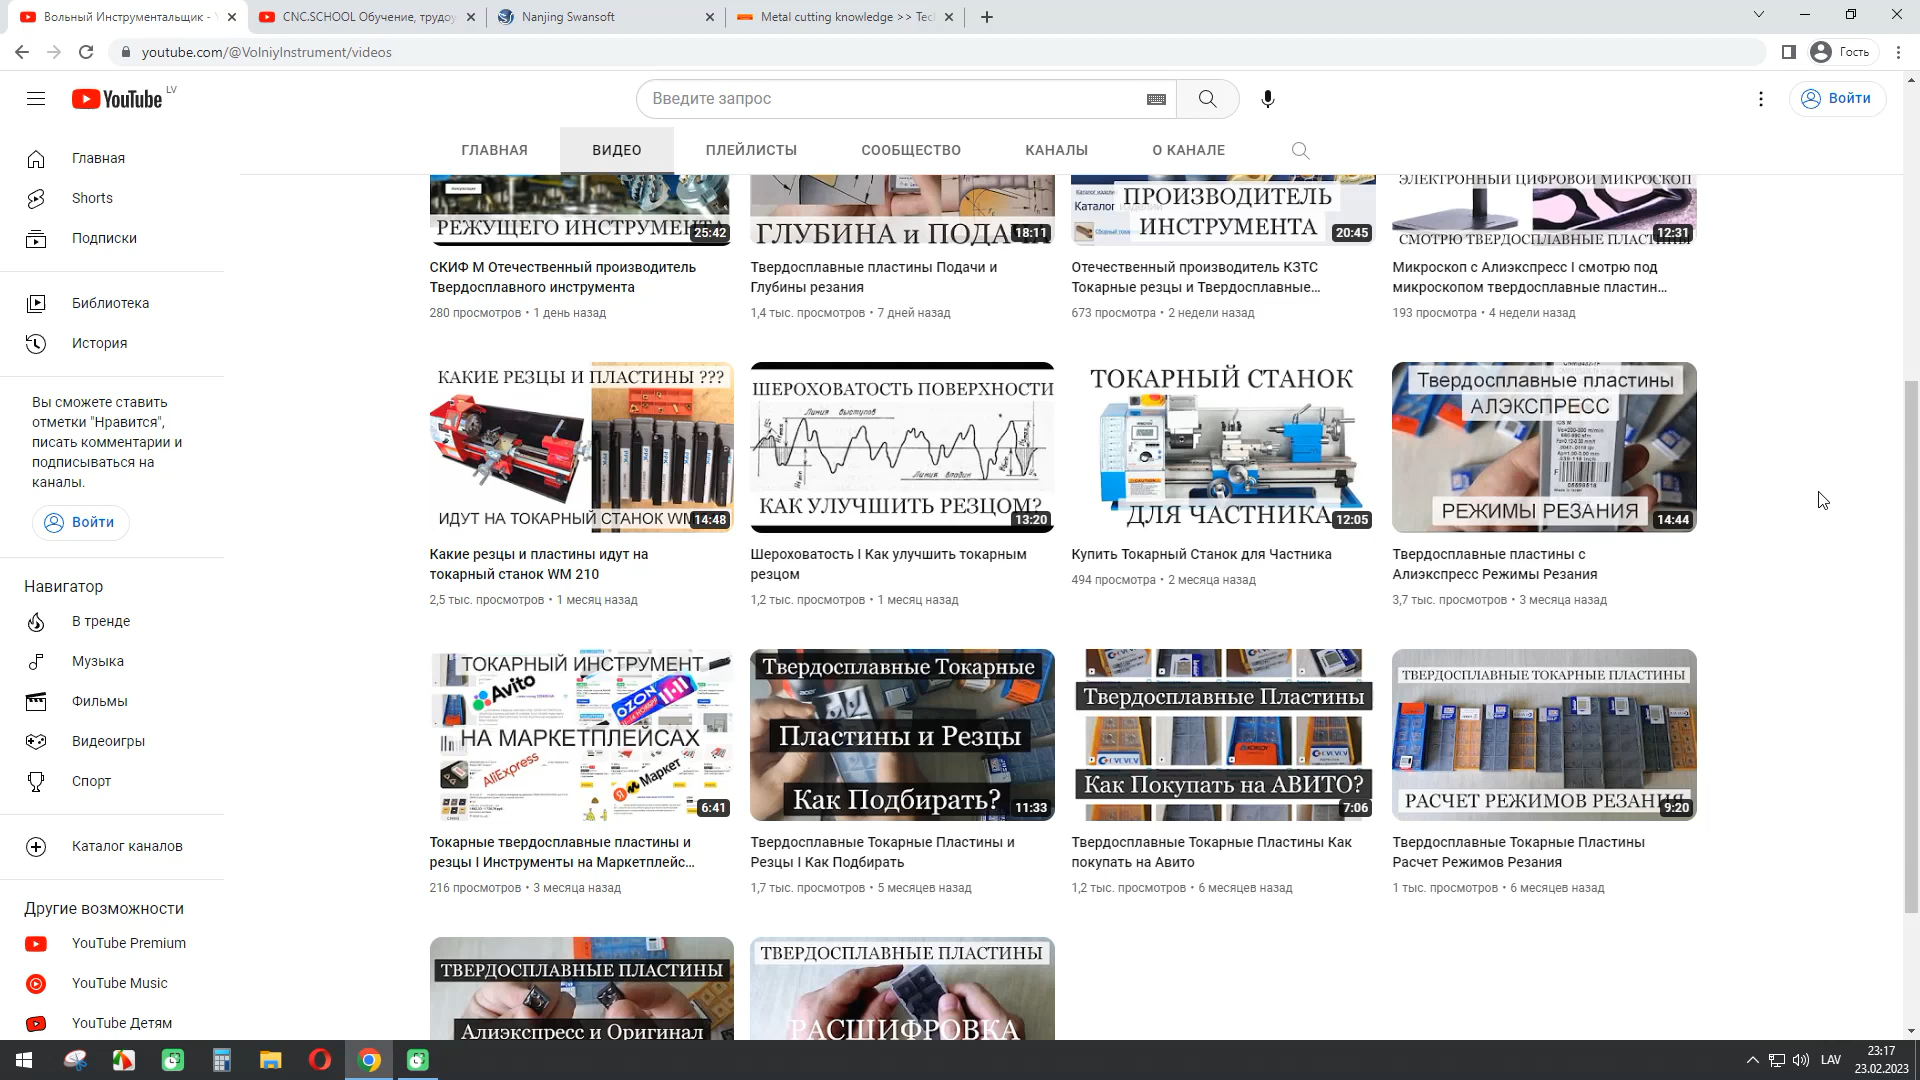 Вольный Инструментальщик -
CNC.SCHOOL Обучение, трудоу
Nanjing Swansoft
Metal cutting knowledge >> Tec
youtube.com/@VolniyInstrument/videos
Гость
YouTube LV
Введите запрос
Войти
ГЛАВНАЯ
ВИДЕО
ПЛЕЙЛИСТЫ
СООБЩЕСТВО
КАНАЛЫ
О КАНАЛЕ
Главная
Shorts
Подписки
Библиотека
История
Вы сможете ставить
отметки "Нравится",
писать комментарии и
подписываться на
каналы.
Войти
Навигатор
В тренде
Музыка
Фильмы
Видеоигры
Спорт
Каталог каналов
Другие возможности
YouTube Premium
YouTube Music
YouTube Детям
РЕЖУЩЕГО ИНСТРУМЕНТА
25:42
СКИФ М Отечественный производитель
Твердосплавного инструмента
280 просмотров • 1 день назад
ГЛУБИНА и ПОДАЧА
18:11
Твердосплавные пластины Подачи и
Глубины резания
1,4 тыс. просмотров • 7 дней назад
Каталог
ПРОИЗВОДИТЕЛЬ
ИНСТРУМЕНТА
20:45
Отечественный производитель КЗТС
Токарные резцы и Твердосплавные...
673 просмотра • 2 недели назад
ЭЛЕКТРОННЫЙ ЦИФРОВОЙ МИКРОСКОП
СМОТРЮ ТВЕРДОСПЛАВНЫЕ ПЛАСТИНЫ
12:31
Микроскоп с Алиэкспресс I смотрю под
микроскопом твердосплавные пластин...
193 просмотра • 4 недели назад
КАКИЕ РЕЗЦЫ И ПЛАСТИНЫ ???
ИДУТ НА ТОКАРНЫЙ СТАНОК WM
14:48
Какие резцы и пластины идут на
токарный станок WM 210
2,5 тыс. просмотров • 1 месяц назад
ШЕРОХОВАТОСТЬ ПОВЕРХНОСТИ
Линия выступов
Линия впадин
КАК УЛУЧШИТЬ РЕЗЦОМ?
13:20
Шероховатость I Как улучшить токарным
резцом
1,2 тыс. просмотров • 1 месяц назад
ТОКАРНЫЙ СТАНОК
ДЛЯ ЧАСТНИКА
12:05
Купить Токарный Станок для Частника
494 просмотра • 2 месяца назад
Твердосплавные пластины
АЛЭКСПРЕСС
РЕЖИМЫ РЕЗАНИЯ
14:44
Твердосплавные пластины с
Алиэкспресс Режимы Резания
3,7 тыс. просмотров • 3 месяца назад
ТОКАРНЫЙ ИНСТРУМЕНТ
Avito
OZON 11·11
НА МАРКЕТПЛЕЙСАХ
AliExpress
Я Маркет
6:41
Токарные твердосплавные пластины и
резцы I Инструменты на Маркетплейс...
216 просмотров • 3 месяца назад
Твердосплавные Токарные
Пластины и Резцы
Как Подбирать?
11:33
Твердосплавные Токарные Пластины и
Резцы I Как Подбирать
1,7 тыс. просмотров • 5 месяцев назад
Твердосплавные Пластины
Как Покупать на АВИТО?
7:06
Твердосплавные Токарные Пластины Как
покупать на Авито
1,2 тыс. просмотров • 6 месяцев назад
ТВЕРДОСПЛАВНЫЕ ТОКАРНЫЕ ПЛАСТИНЫ
РАСЧЕТ РЕЖИМОВ РЕЗАНИЯ
9:20
Твердосплавные Токарные Пластины
Расчет Режимов Резания
1 тыс. просмотров • 6 месяцев назад
ТВЕРДОСПЛАВНЫЕ ПЛАСТИНЫ
Алиэкспресс и Оригинал
ТВЕРДОСПЛАВНЫЕ ПЛАСТИНЫ
РАСШИФРОВКА
LAV
23:17
23.02.2023